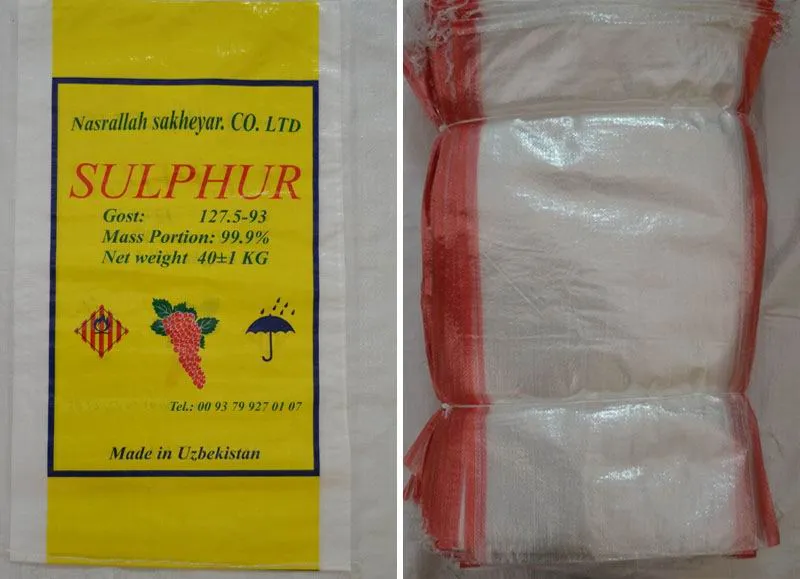 Nasrallah sakheyar. CO. LTD
SULPHUR
Gost: 127.5-93
Mass Portion: 99.9%
Net weight 40±1 KG
Tel.: 00 93 79 927 01 07
Made in Uzbekistan